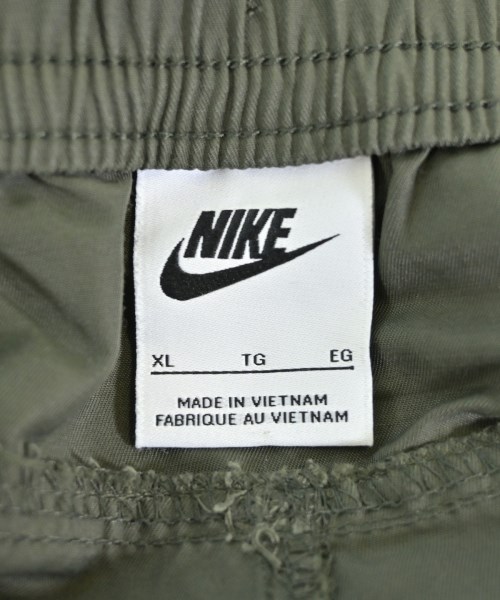 NIKE
XL TG EG
MADE IN VIETNAM
FABRIQUE AU VIETNAM